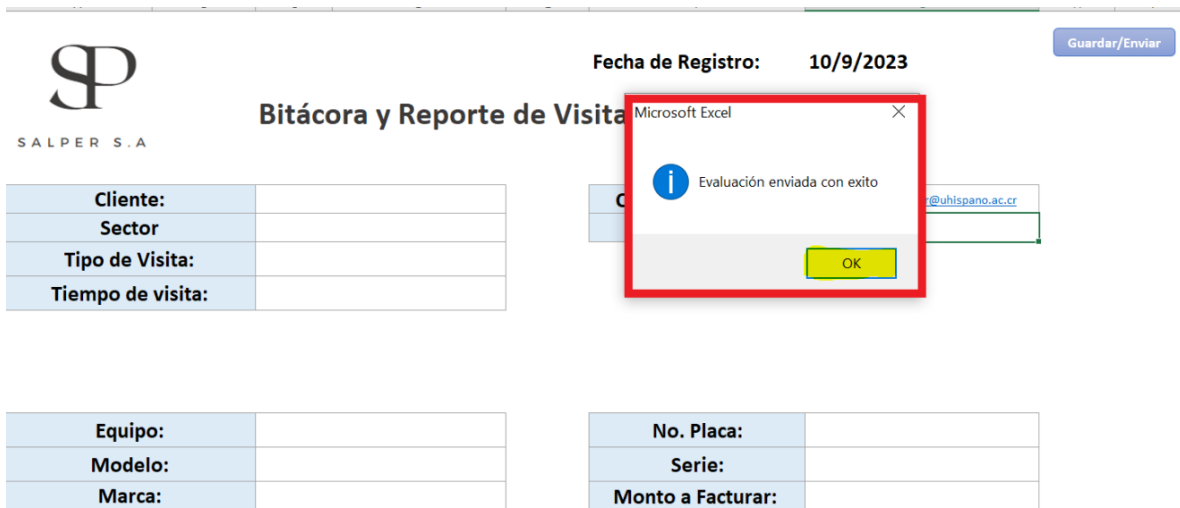 Guardar/Enviar
Fecha de Registro: 10/9/2023
SP
SALPER S.A
Bitácora y Reporte de Visita
Microsoft Excel
Evaluación enviada con exito
OK
Cliente:
r@uhispano.ac.cr
Sector
Tipo de Visita:
Tiempo de visita:
Equipo: No. Placa:
Modelo: Serie:
Marca: Monto a Facturar: